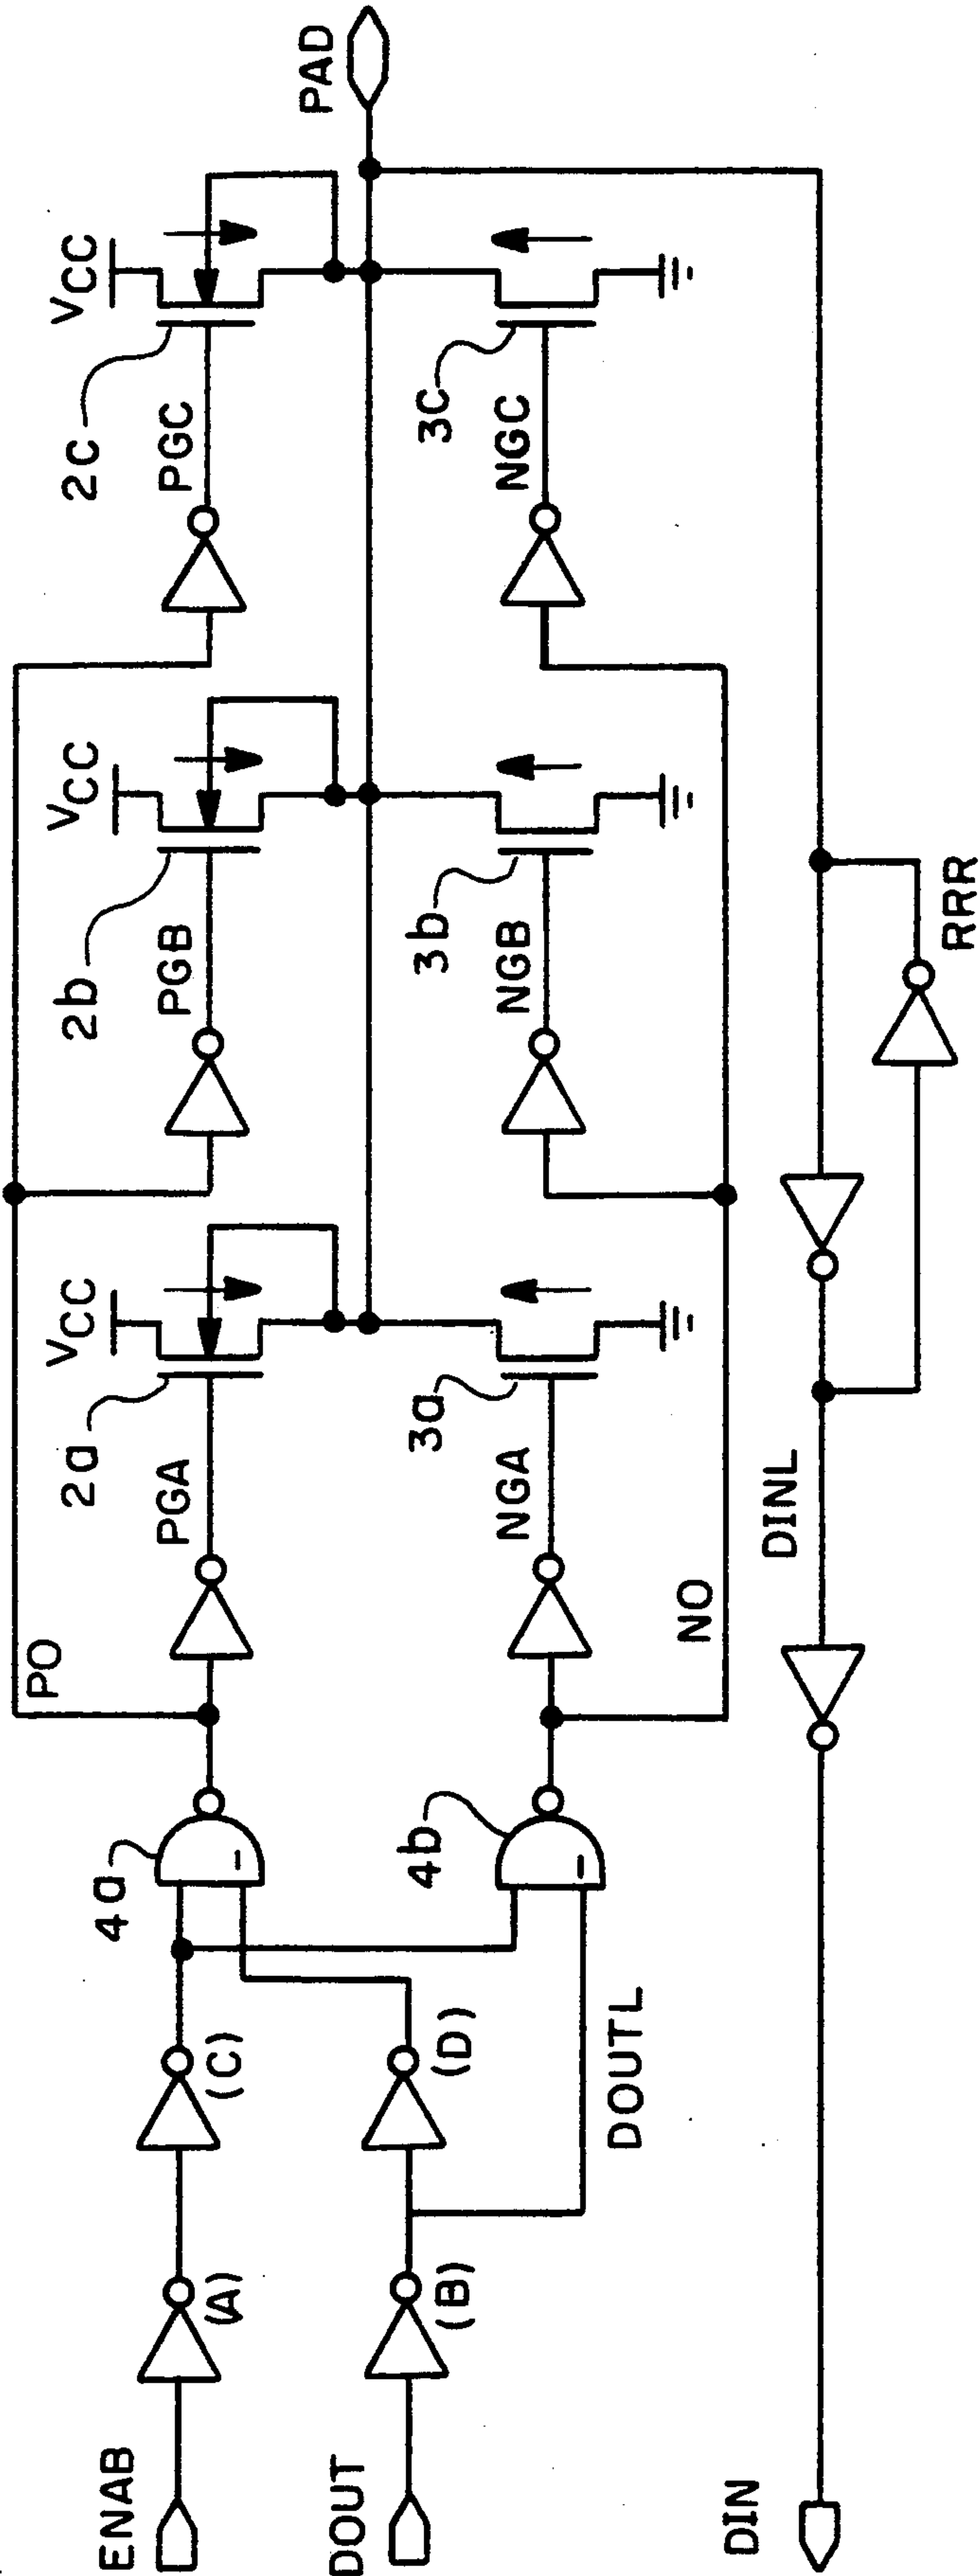 PAD
VCC
VCC
VCC
2a
2b
2c
PGA
PGB
PGC
PO
4a
ENAB
(A)
(C)
DOUT
(B)
(D)
4b
3a
3b
3c
NGA
NGB
NGC
NO
DOUTL
DIN
DINL
RRR